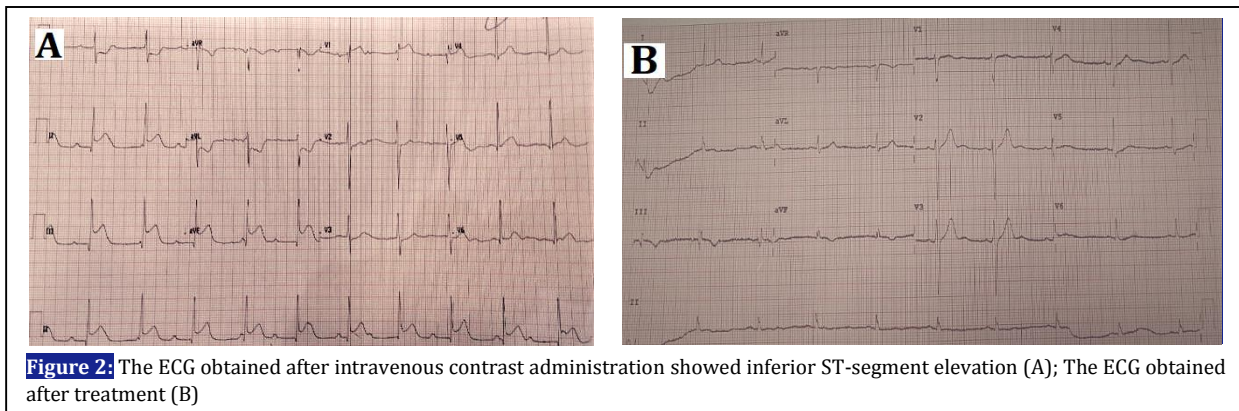 A
aVR V1 V4
II aVL V2 V5
III aVF V3 V6
II
B
I aVR V1 V4
II aVL V2 V5
III aVF V3 V6
II
Figure 2: The ECG obtained after intravenous contrast administration showed inferior ST-segment elevation (A); The ECG obtained
after treatment (B)